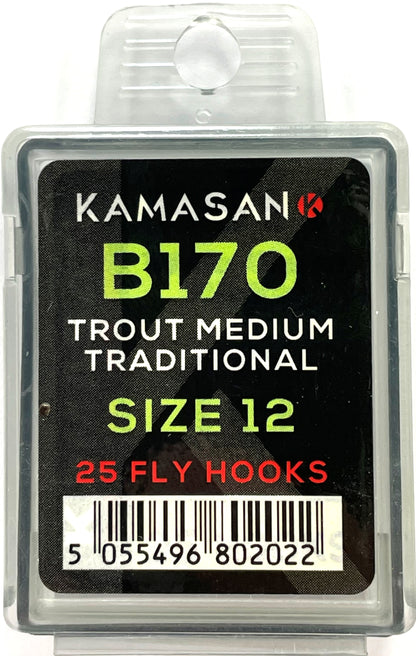 KAMASAN K
B170
TROUT MEDIUM
TRADITIONAL
SIZE 12
25 FLY HOOKS
5 055496 802022